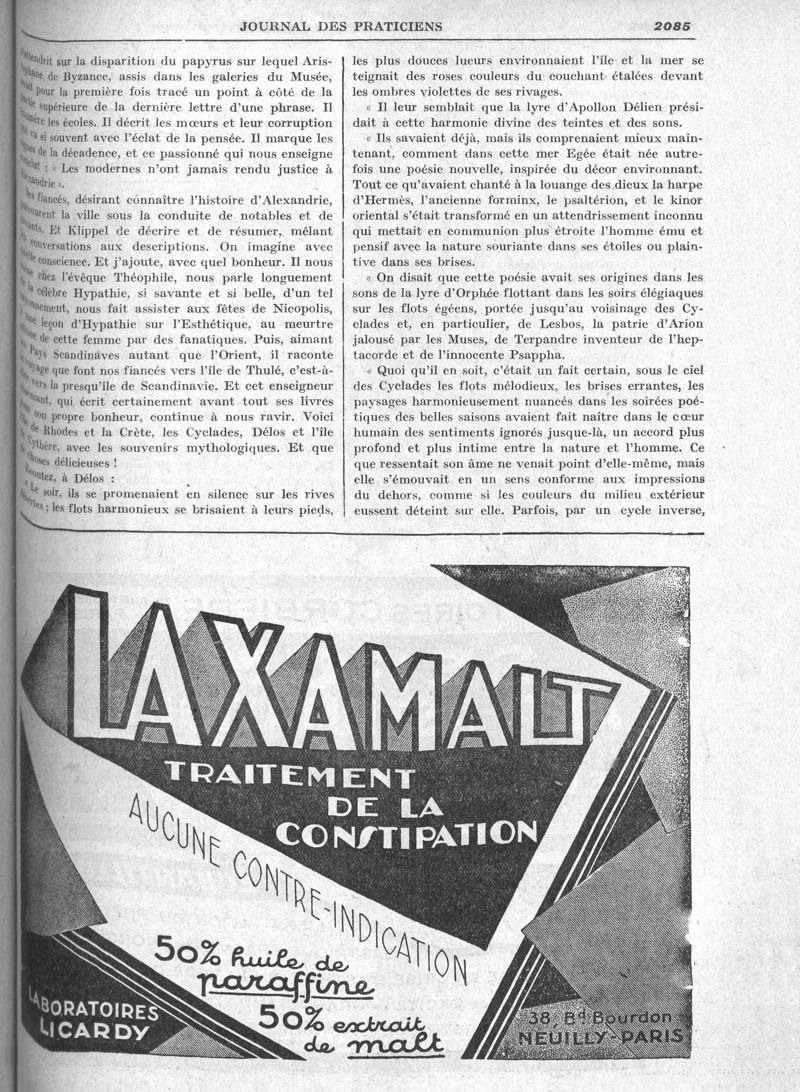 JOURNAL DES PRATICIENS
2085
sur la disparition du papyrus sur lequel Aris-
de Byzance, assis dans les galeries du Musée,
pour la première fois tracé un point à côté de la
supérieure de la dernière lettre d'une phrase. Il
les écoles. Il décrit les mœurs et leur corruption
si souvent avec l'éclat de la pensée. Il marque les
de la décadence, et ce passionné qui nous enseigne
: « Les modernes n'ont jamais rendu justice à
».
fiancés, désirant connaître l'histoire d'Alexandrie,
la ville sous la conduite de notables et de
. Et Klippel de décrire et de résumer, mêlant
conversations aux descriptions. On imagine avec
conscience. Et j'ajoute, avec quel bonheur. Il nous
chez l'évêque Théophile, nous parle longuement
la célèbre Hypathie, si savante et si belle, d'un tel
, nous fait assister aux fêtes de Nicopolis,
leçon d'Hypathie sur l'Esthétique, au meurtre
de cette femme par des fanatiques. Puis, aimant
Pays Scandinaves autant que l'Orient, il raconte
voyage que font nos fiancés vers l'île de Thulé, c'est-à-
vers la presqu'île de Scandinavie. Et cet enseigneur
, qui écrit certainement avant tout ses livres
son propre bonheur, continue à nous ravir. Voici
de Rhodes et la Crète, les Cyclades, Délos et l'île
Cythère, avec les souvenirs mythologiques. Et que
choses délicieuses !
Ecoutez, à Délos :
« Le soir, ils se promenaient en silence sur les rives
; les flots harmonieux se brisaient à leurs pieds,
les plus douces lueurs environnaient l'île et la mer se
teignait des roses couleurs du couchant étalées devant
les ombres violettes de ses rivages.
« Il leur semblait que la lyre d'Apollon Délien prési-
dait à cette harmonie divine des teintes et des sons.
« Ils savaient déjà, mais ils comprenaient mieux main-
tenant, comment dans cette mer Egée était née autre-
fois une poésie nouvelle, inspirée du décor environnant.
Tout ce qu'avaient chanté à la louange des dieux la harpe
d'Hermès, l'ancienne forminx, le psaltérion, et le kinor
oriental s'était transformé en un attendrissement inconnu
qui mettait en communion plus étroite l'homme ému et
pensif avec la nature souriante dans ses étoiles ou plain-
tive dans ses brises.
« On disait que cette poésie avait ses origines dans les
sons de la lyre d'Orphée flottant dans les soirs élégiaques
sur les flots égéens, portée jusqu'au voisinage des Cy-
clades et, en particulier, de Lesbos, la patrie d'Arion
jalousé par les Muses, de Terpandre inventeur de l'hep-
tacorde et de l'innocente Psappha.
« Quoi qu'il en soit, c'était un fait certain, sous le ciel
des Cyclades les flots mélodieux, les brises errantes, les
paysages harmonieusement nuancés dans les soirées poé-
tiques des belles saisons avaient fait naître dans le cœur
humain des sentiments ignorés jusque-là, un accord plus
profond et plus intime entre la nature et l'homme. Ce
que ressentait son âme ne venait point d'elle-même, mais
elle s'émouvait en un sens conforme aux impressions
du dehors, comme si les couleurs du milieu extérieur
eussent déteint sur elle. Parfois, par un cycle inverse,
LAXAMALT
TRAITEMENT
DE LA
CONSTIPATION
AUCUNE CONTRE-INDICATION
50% huile de
paraffine
50% extrait
de malt
LABORATOIRES
LICARDY
38, Bd Bourdon
NEUILLY-PARIS